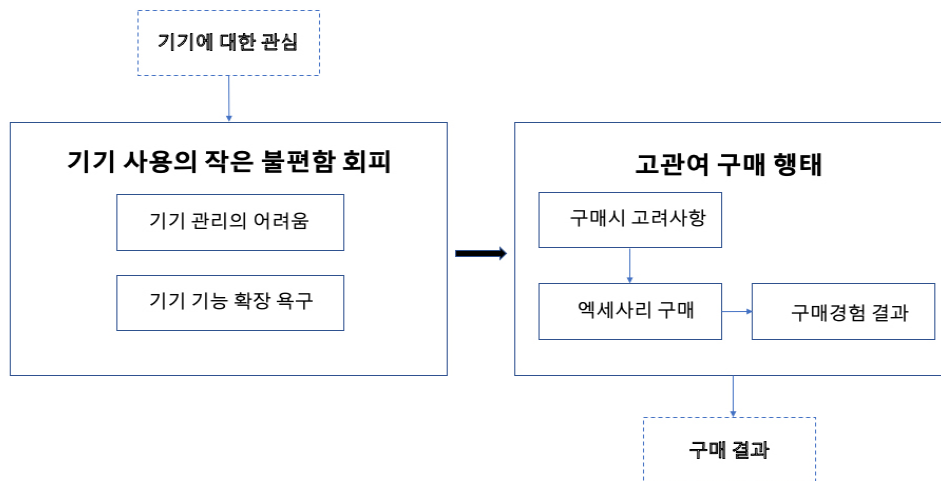 기기에 대한 관심
기기 사용의 작은 불편함 회피
기기 관리의 어려움
기기 기능 확장 욕구
고관여 구매 행태
구매시 고려사항
엑세사리 구매
구매경험 결과
구매 결과